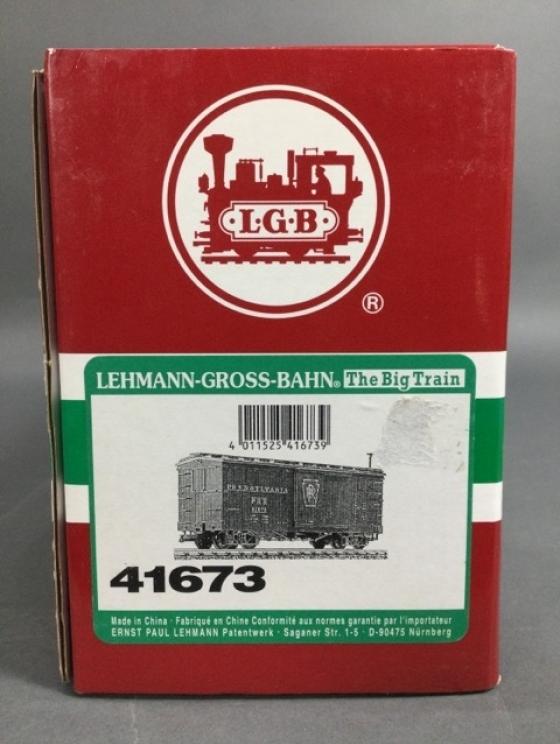 L·G·B
®
LEHMANN-GROSS-BAHN® The Big Train
4 011525 416739
PENNSYLVANIA
41673
Made in China · Fabriqué en Chine Conformité aux normes garantie par l'importateur
ERNST PAUL LEHMANN Patentwerk · Saganer Str. 1-5 · D-90475 Nürnberg